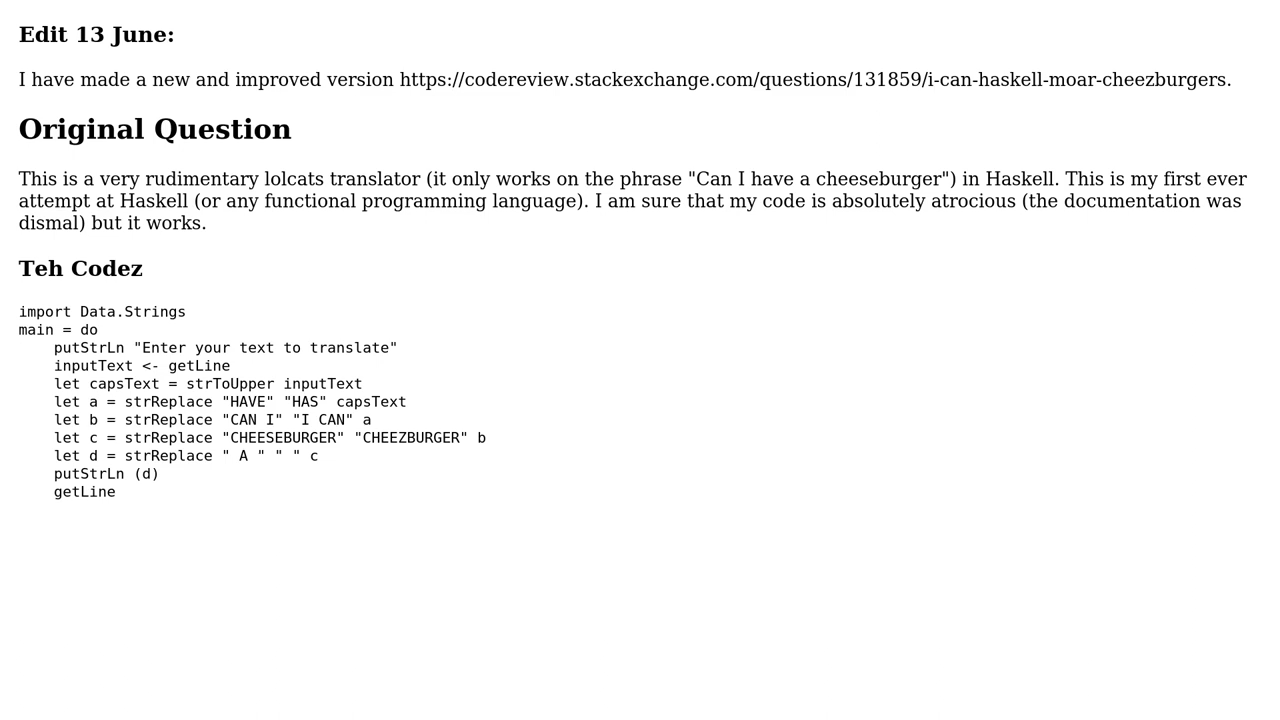 Edit 13 June:
I have made a new and improved version https://codereview.stackexchange.com/questions/131859/i-can-haskell-moar-cheezburgers.
Original Question
This is a very rudimentary lolcats translator (it only works on the phrase "Can I have a cheeseburger") in Haskell. This is my first ever
attempt at Haskell (or any functional programming language). I am sure that my code is absolutely atrocious (the documentation was
dismal) but it works.
Teh Codez
import Data.Strings
main = do
    putStrLn "Enter your text to translate"
    inputText <- getLine
    let capsText = strToUpper inputText
    let a = strReplace "HAVE" "HAS" capsText
    let b = strReplace "CAN I" "I CAN" a
    let c = strReplace "CHEESEBURGER" "CHEEZBURGER" b
    let d = strReplace " A " " " c
    putStrLn (d)
    getLine